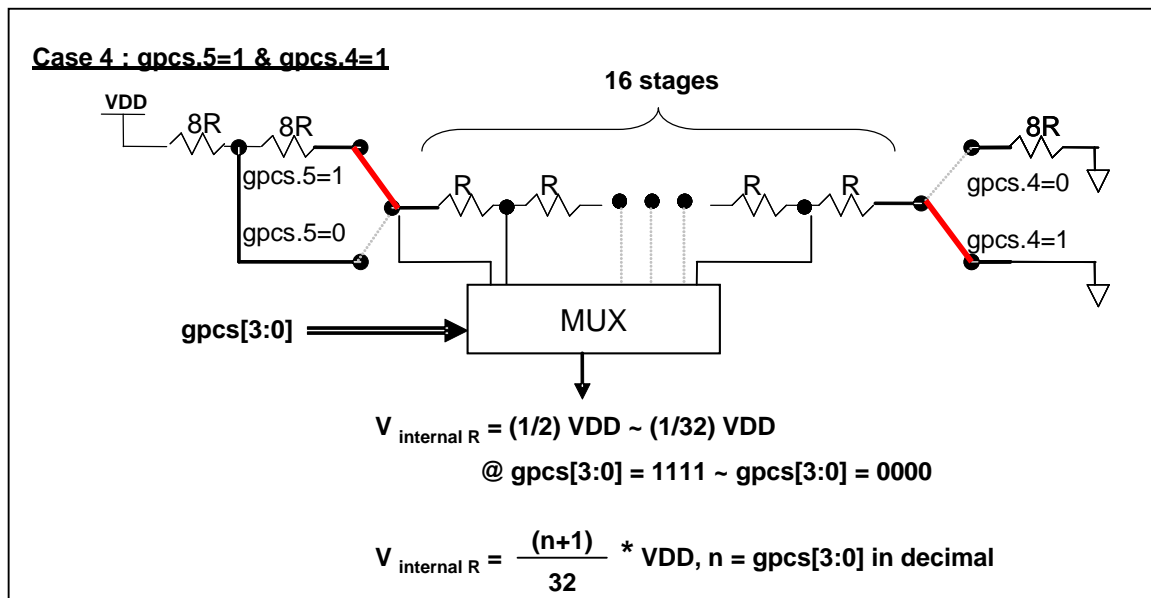 Case 4 : gpcs.5=1 & gpcs.4=1
16 stages
VDD
8R
8R
8R
gpcs.5=1
R
R
R
R
gpcs.4=0
gpcs.5=0
gpcs.4=1
MUX
gpcs[3:0]
V internal R = (1/2) VDD ~ (1/32) VDD
@ gpcs[3:0] = 1111 ~ gpcs[3:0] = 0000
V internal R = (n+1) / 32 * VDD, n = gpcs[3:0] in decimal